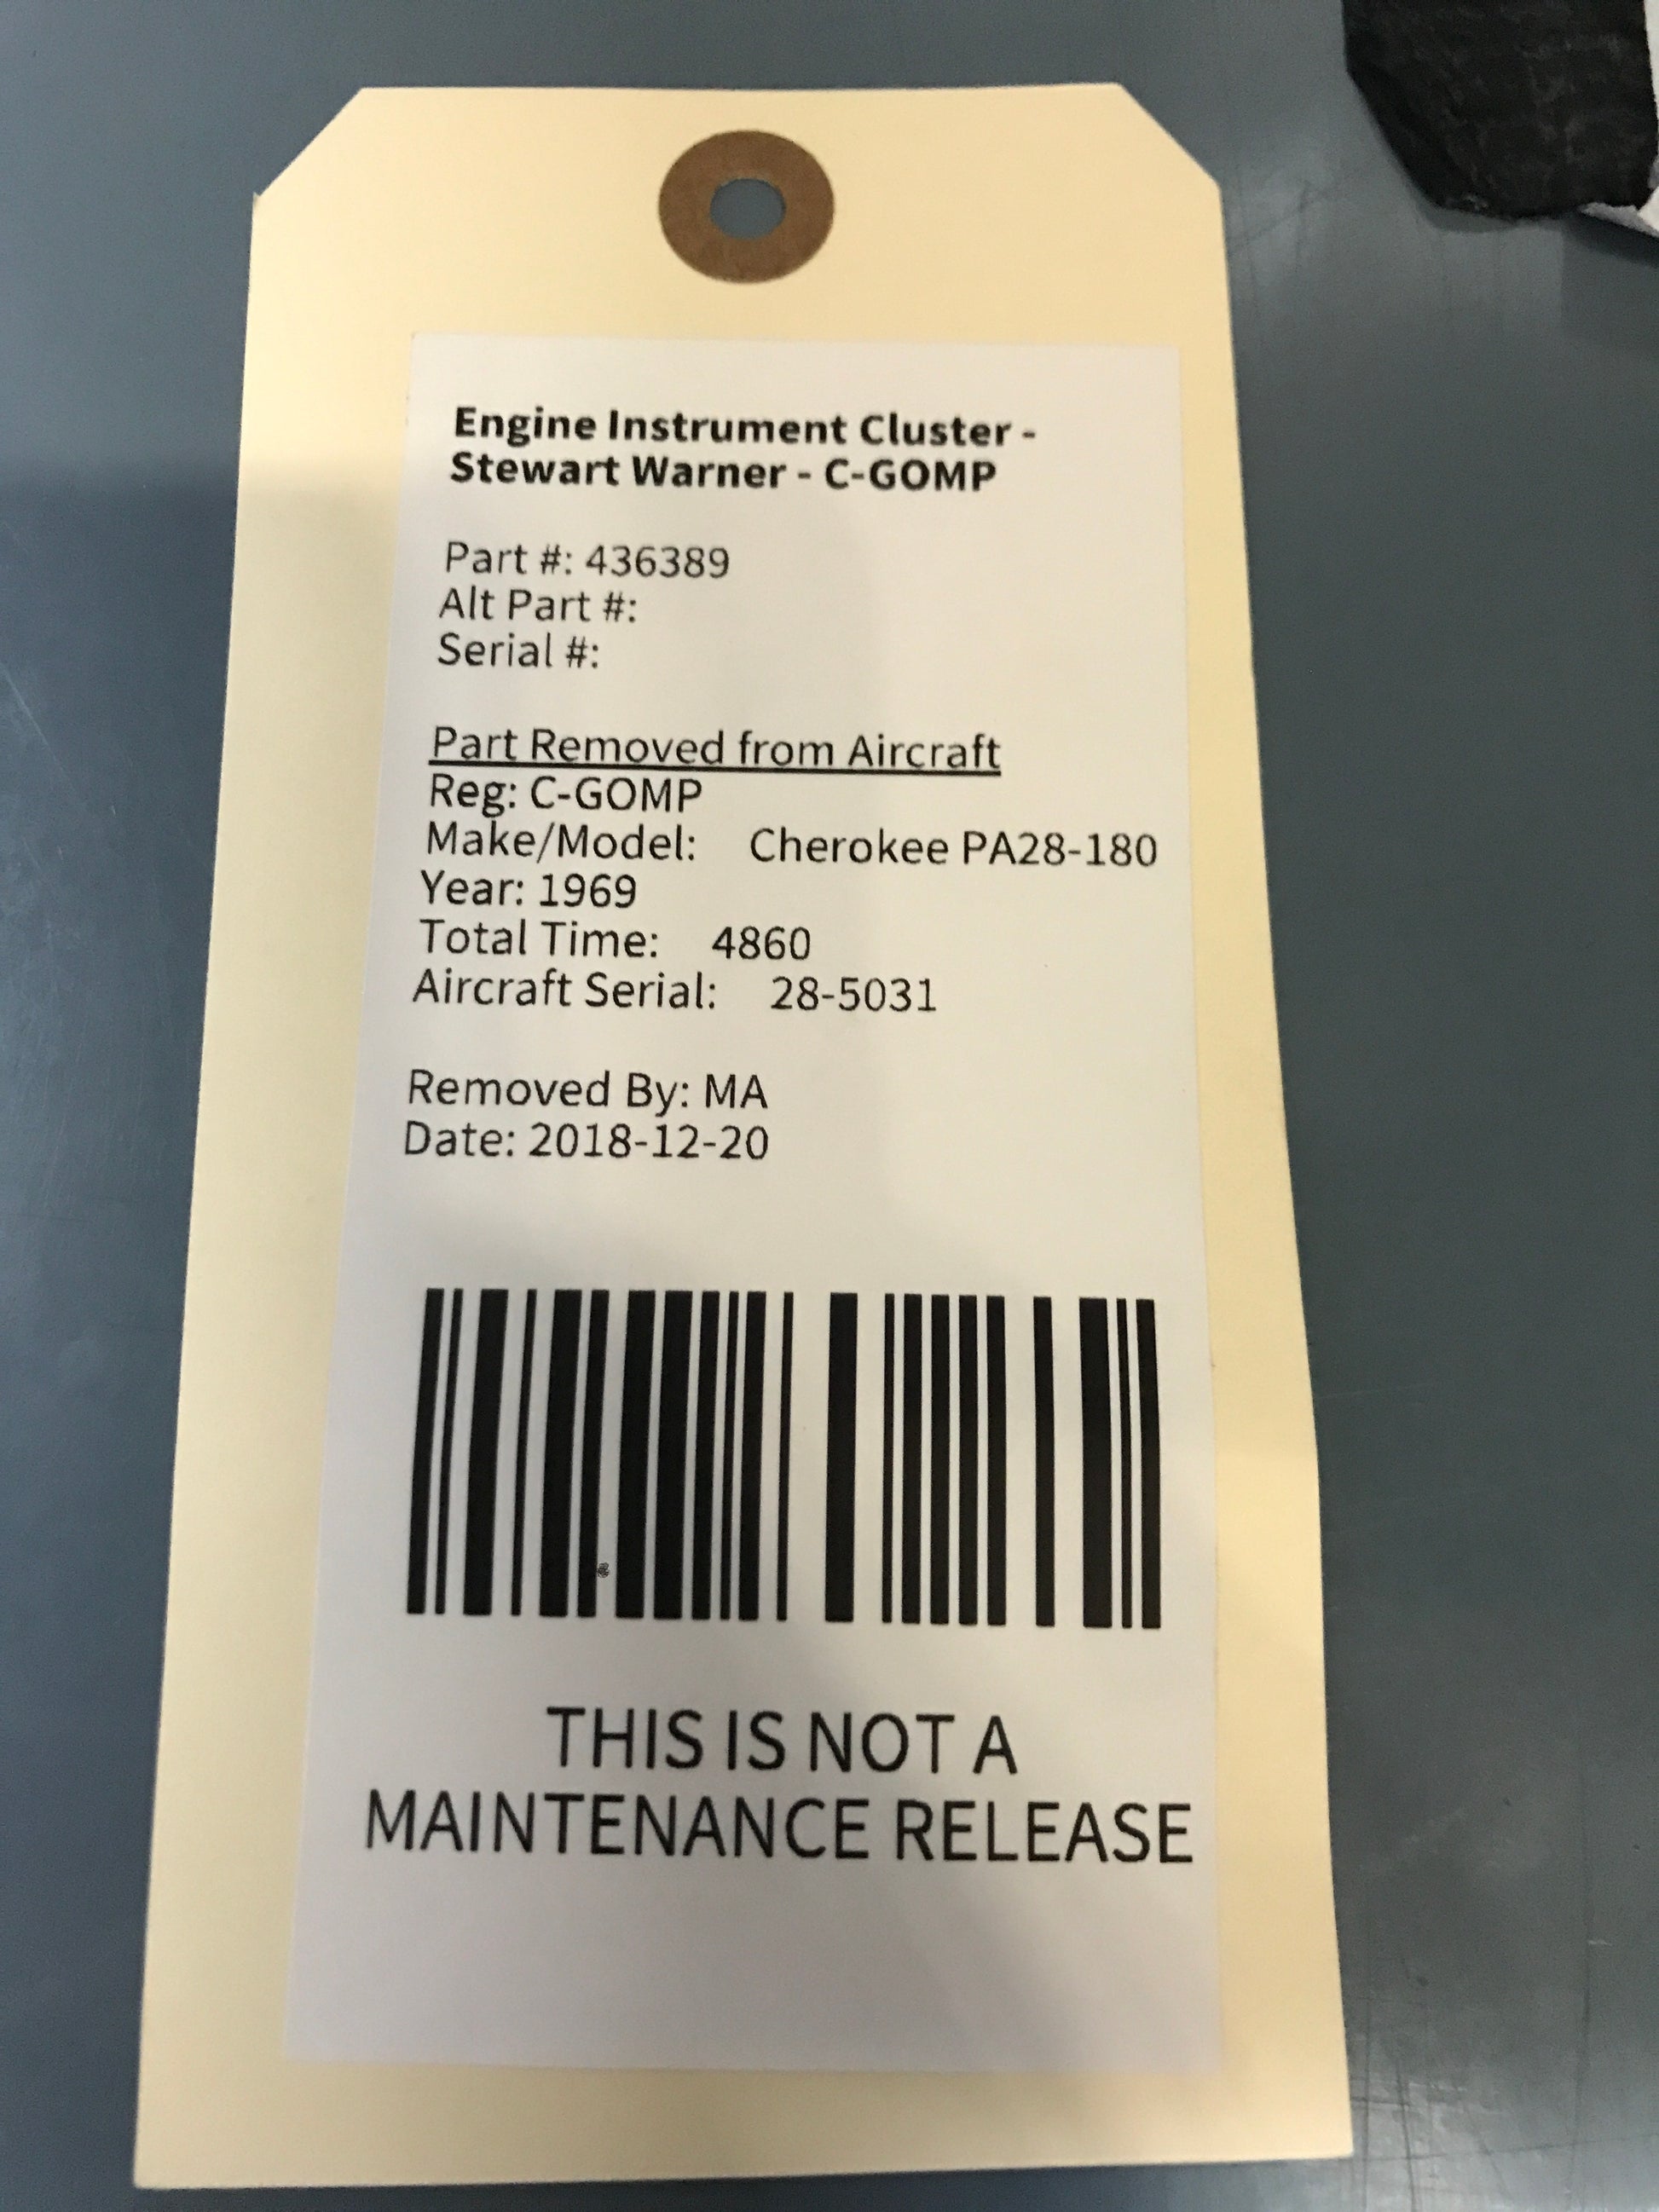 Engine Instrument Cluster -
Stewart Warner - C-GOMP
Part #: 436389
Alt Part #:
Serial #:
Part Removed from Aircraft
Reg: C-GOMP
Make/Model: Cherokee PA28-180
Year: 1969
Total Time: 4860
Aircraft Serial: 28-5031
Removed By: MA
Date: 2018-12-20
THIS IS NOT A
MAINTENANCE RELEASE